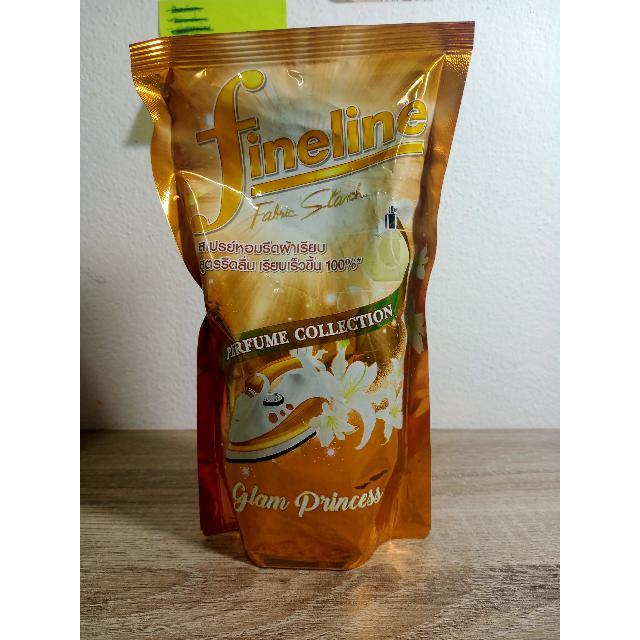 fineline
Fabric Starch
สเปรย์หอมรีดผ้าเรียบ
สูตรรีดลื่น เรียบเร็วขึ้น 100%*
PERFUME COLLECTION
Glam Princess